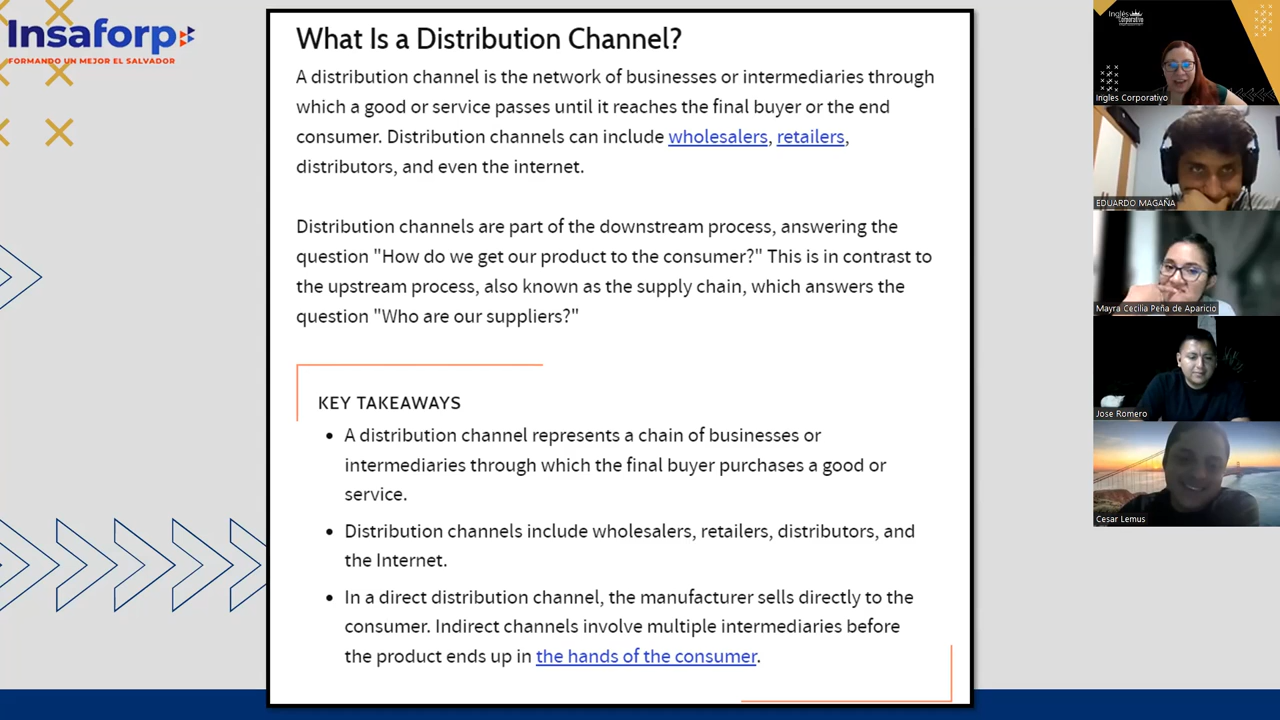 Insaforp
FORMANDO UN MEJOR EL SALVADOR
What Is a Distribution Channel?
A distribution channel is the network of businesses or intermediaries through
which a good or service passes until it reaches the final buyer or the end
consumer. Distribution channels can include wholesalers, retailers,
distributors, and even the internet.
Distribution channels are part of the downstream process, answering the
question "How do we get our product to the consumer?" This is in contrast to
the upstream process, also known as the supply chain, which answers the
question "Who are our suppliers?"
KEY TAKEAWAYS
• A distribution channel represents a chain of businesses or
intermediaries through which the final buyer purchases a good or
service.
• Distribution channels include wholesalers, retailers, distributors, and
the Internet.
• In a direct distribution channel, the manufacturer sells directly to the
consumer. Indirect channels involve multiple intermediaries before
the product ends up in the hands of the consumer.
Inglés
Corporativo
Ingles Corporativo
EDUARDO MAGAÑA
Mayra Cecilia Peña de Aparicio
Jose Romero
Cesar Lemus